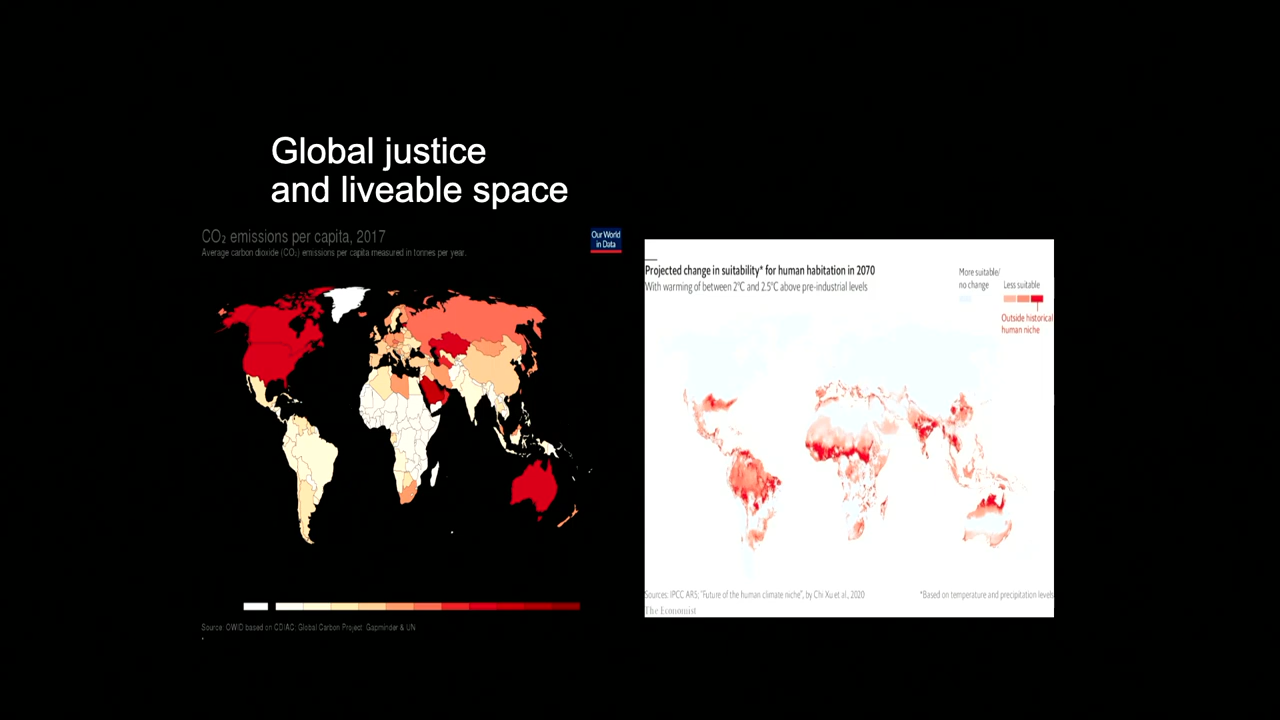 Global justice
and liveable space
CO₂ emissions per capita, 2017
Average carbon dioxide (CO₂) emissions per capita measured in tonnes per year.
Our World
in Data
Source: OWID based on CDIAC; Global Carbon Project; Gapminder & UN
Projected change in suitability* for human habitation in 2070
With warming of between 2°C and 2.5°C above pre-industrial levels
More suitable/
no change
Less suitable
Outside historical
human niche
Sources: IPCC AR5; "Future of the human climate niche", by Chi Xu et al., 2020
*Based on temperature and precipitation levels
The Economist